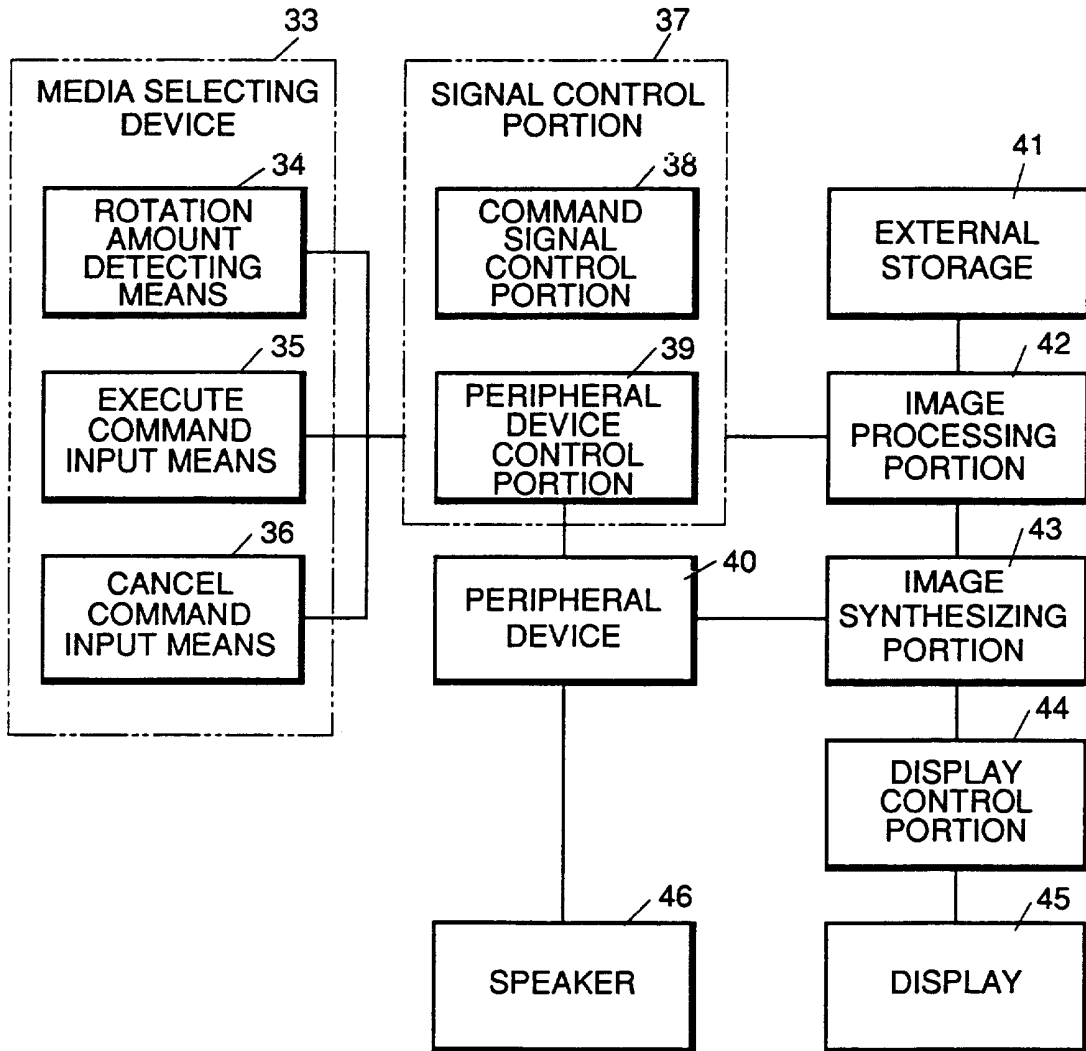 33
MEDIA SELECTING
DEVICE
34
ROTATION
AMOUNT
DETECTING
MEANS
35
EXECUTE
COMMAND
INPUT MEANS
36
CANCEL
COMMAND
INPUT MEANS
37
SIGNAL CONTROL
PORTION
38
COMMAND
SIGNAL
CONTROL
PORTION
39
PERIPHERAL
DEVICE
CONTROL
PORTION
40
PERIPHERAL
DEVICE
46
SPEAKER
41
EXTERNAL
STORAGE
42
IMAGE
PROCESSING
PORTION
43
IMAGE
SYNTHESIZING
PORTION
44
DISPLAY
CONTROL
PORTION
45
DISPLAY